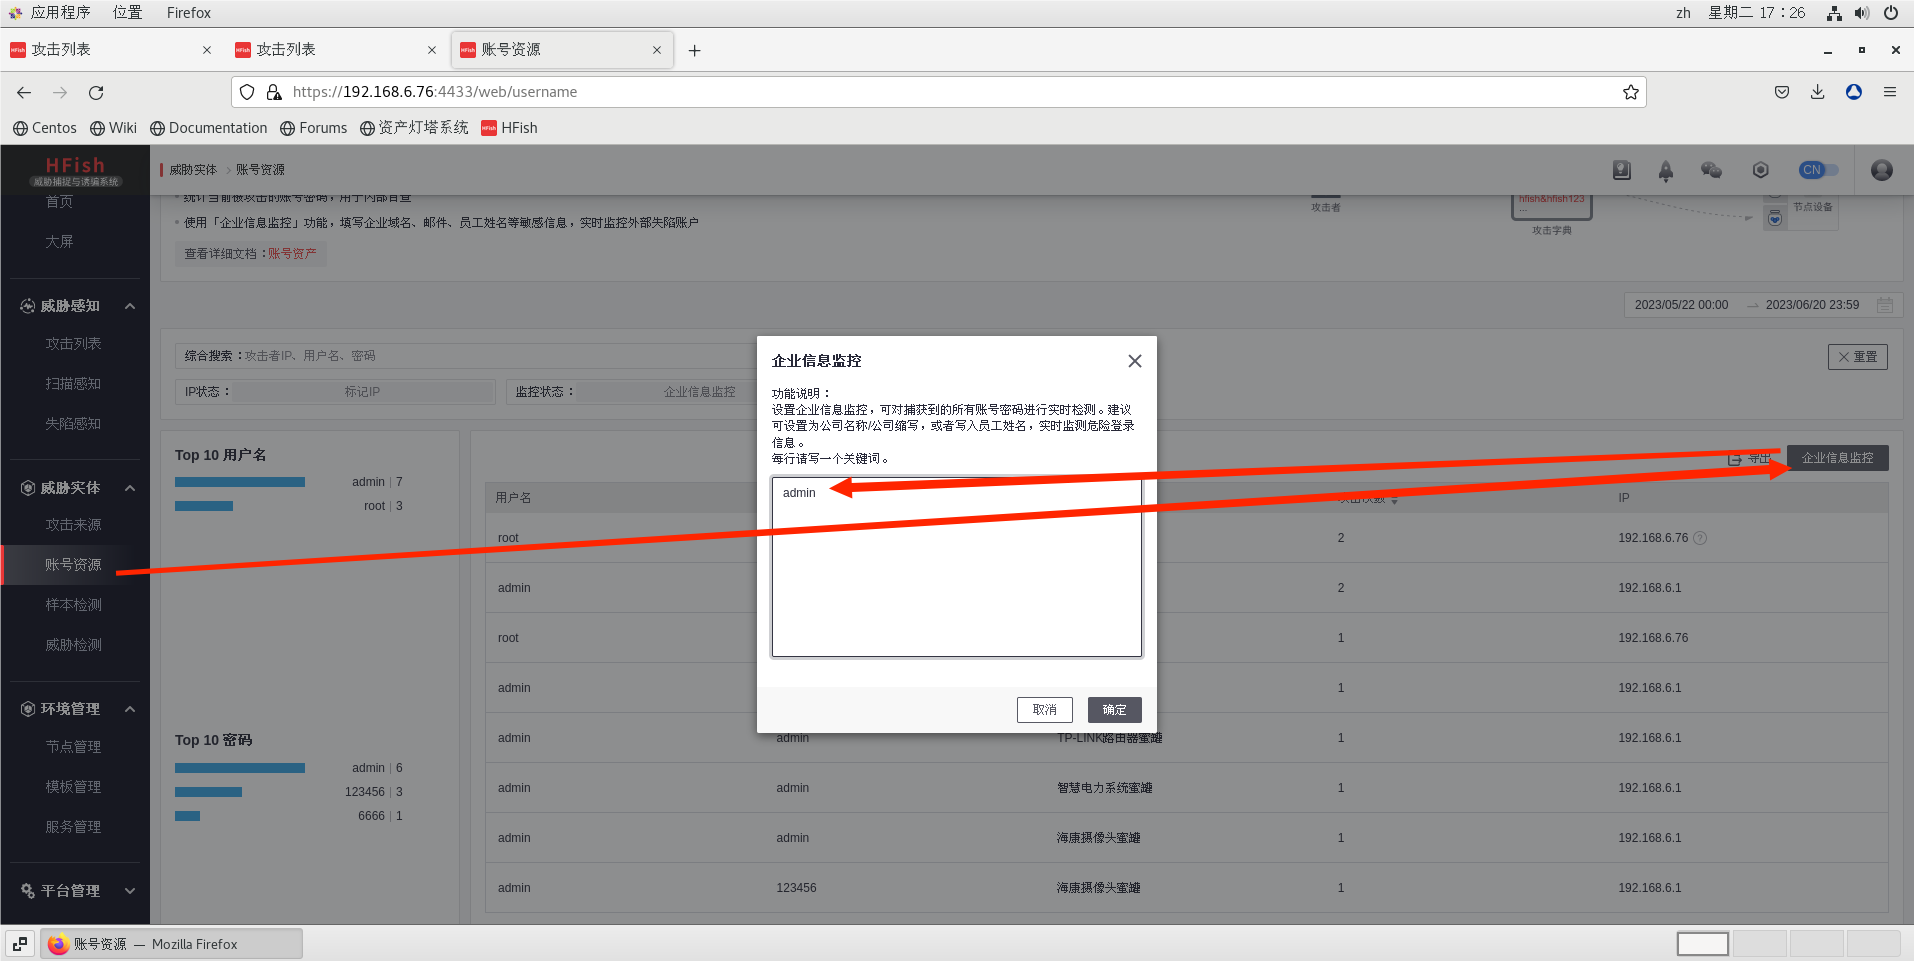 应用程序 位置 Firefox zh 星期二 17：26
攻击列表 攻击列表 账号资源
https://192.168.6.76:4433/web/username
Centos Wiki Documentation Forums 资产灯塔系统 HFish
HFish
威胁捕捉与诱骗系统
威胁实体 账号资源
CN
首页
大屏
威胁感知
攻击列表
扫描感知
失陷感知
威胁实体
攻击来源
账号资源
样本检测
威胁检测
环境管理
节点管理
模板管理
服务管理
平台管理
统计当前被攻击的账号密码，用于内部自查
使用「企业信息监控」功能，填写企业域名、邮件、员工姓名等敏感信息，实时监控外部失陷账户
查看详细文档：账号资产
攻击者
hfish&hfish123
...
攻击字典
节点设备
2023/05/22 00:00 2023/06/20 23:59
综合搜索：攻击者IP、用户名、密码
重置
IP状态： 标记IP 监控状态： 企业信息监控
Top 10 用户名
admin 7
root 3
Top 10 密码
admin 6
123456 3
6666 1
导出 企业信息监控
用户名 攻击次数 IP
root 2 192.168.6.76
admin 2 192.168.6.1
root 1 192.168.6.76
admin 1 192.168.6.1
admin admin TP-LINK路由器蜜罐 1 192.168.6.1
admin admin 智慧电力系统蜜罐 1 192.168.6.1
admin admin 海康摄像头蜜罐 1 192.168.6.1
admin 123456 海康摄像头蜜罐 1 192.168.6.1
企业信息监控
功能说明：
设置企业信息监控，可对捕获到的所有账号密码进行实时检测。建议
可设置为公司名称/公司缩写，或者写入员工姓名，实时监测危险登录
信息。
每行请写一个关键词。
admin
取消 确定
账号资源 — Mozilla Firefox